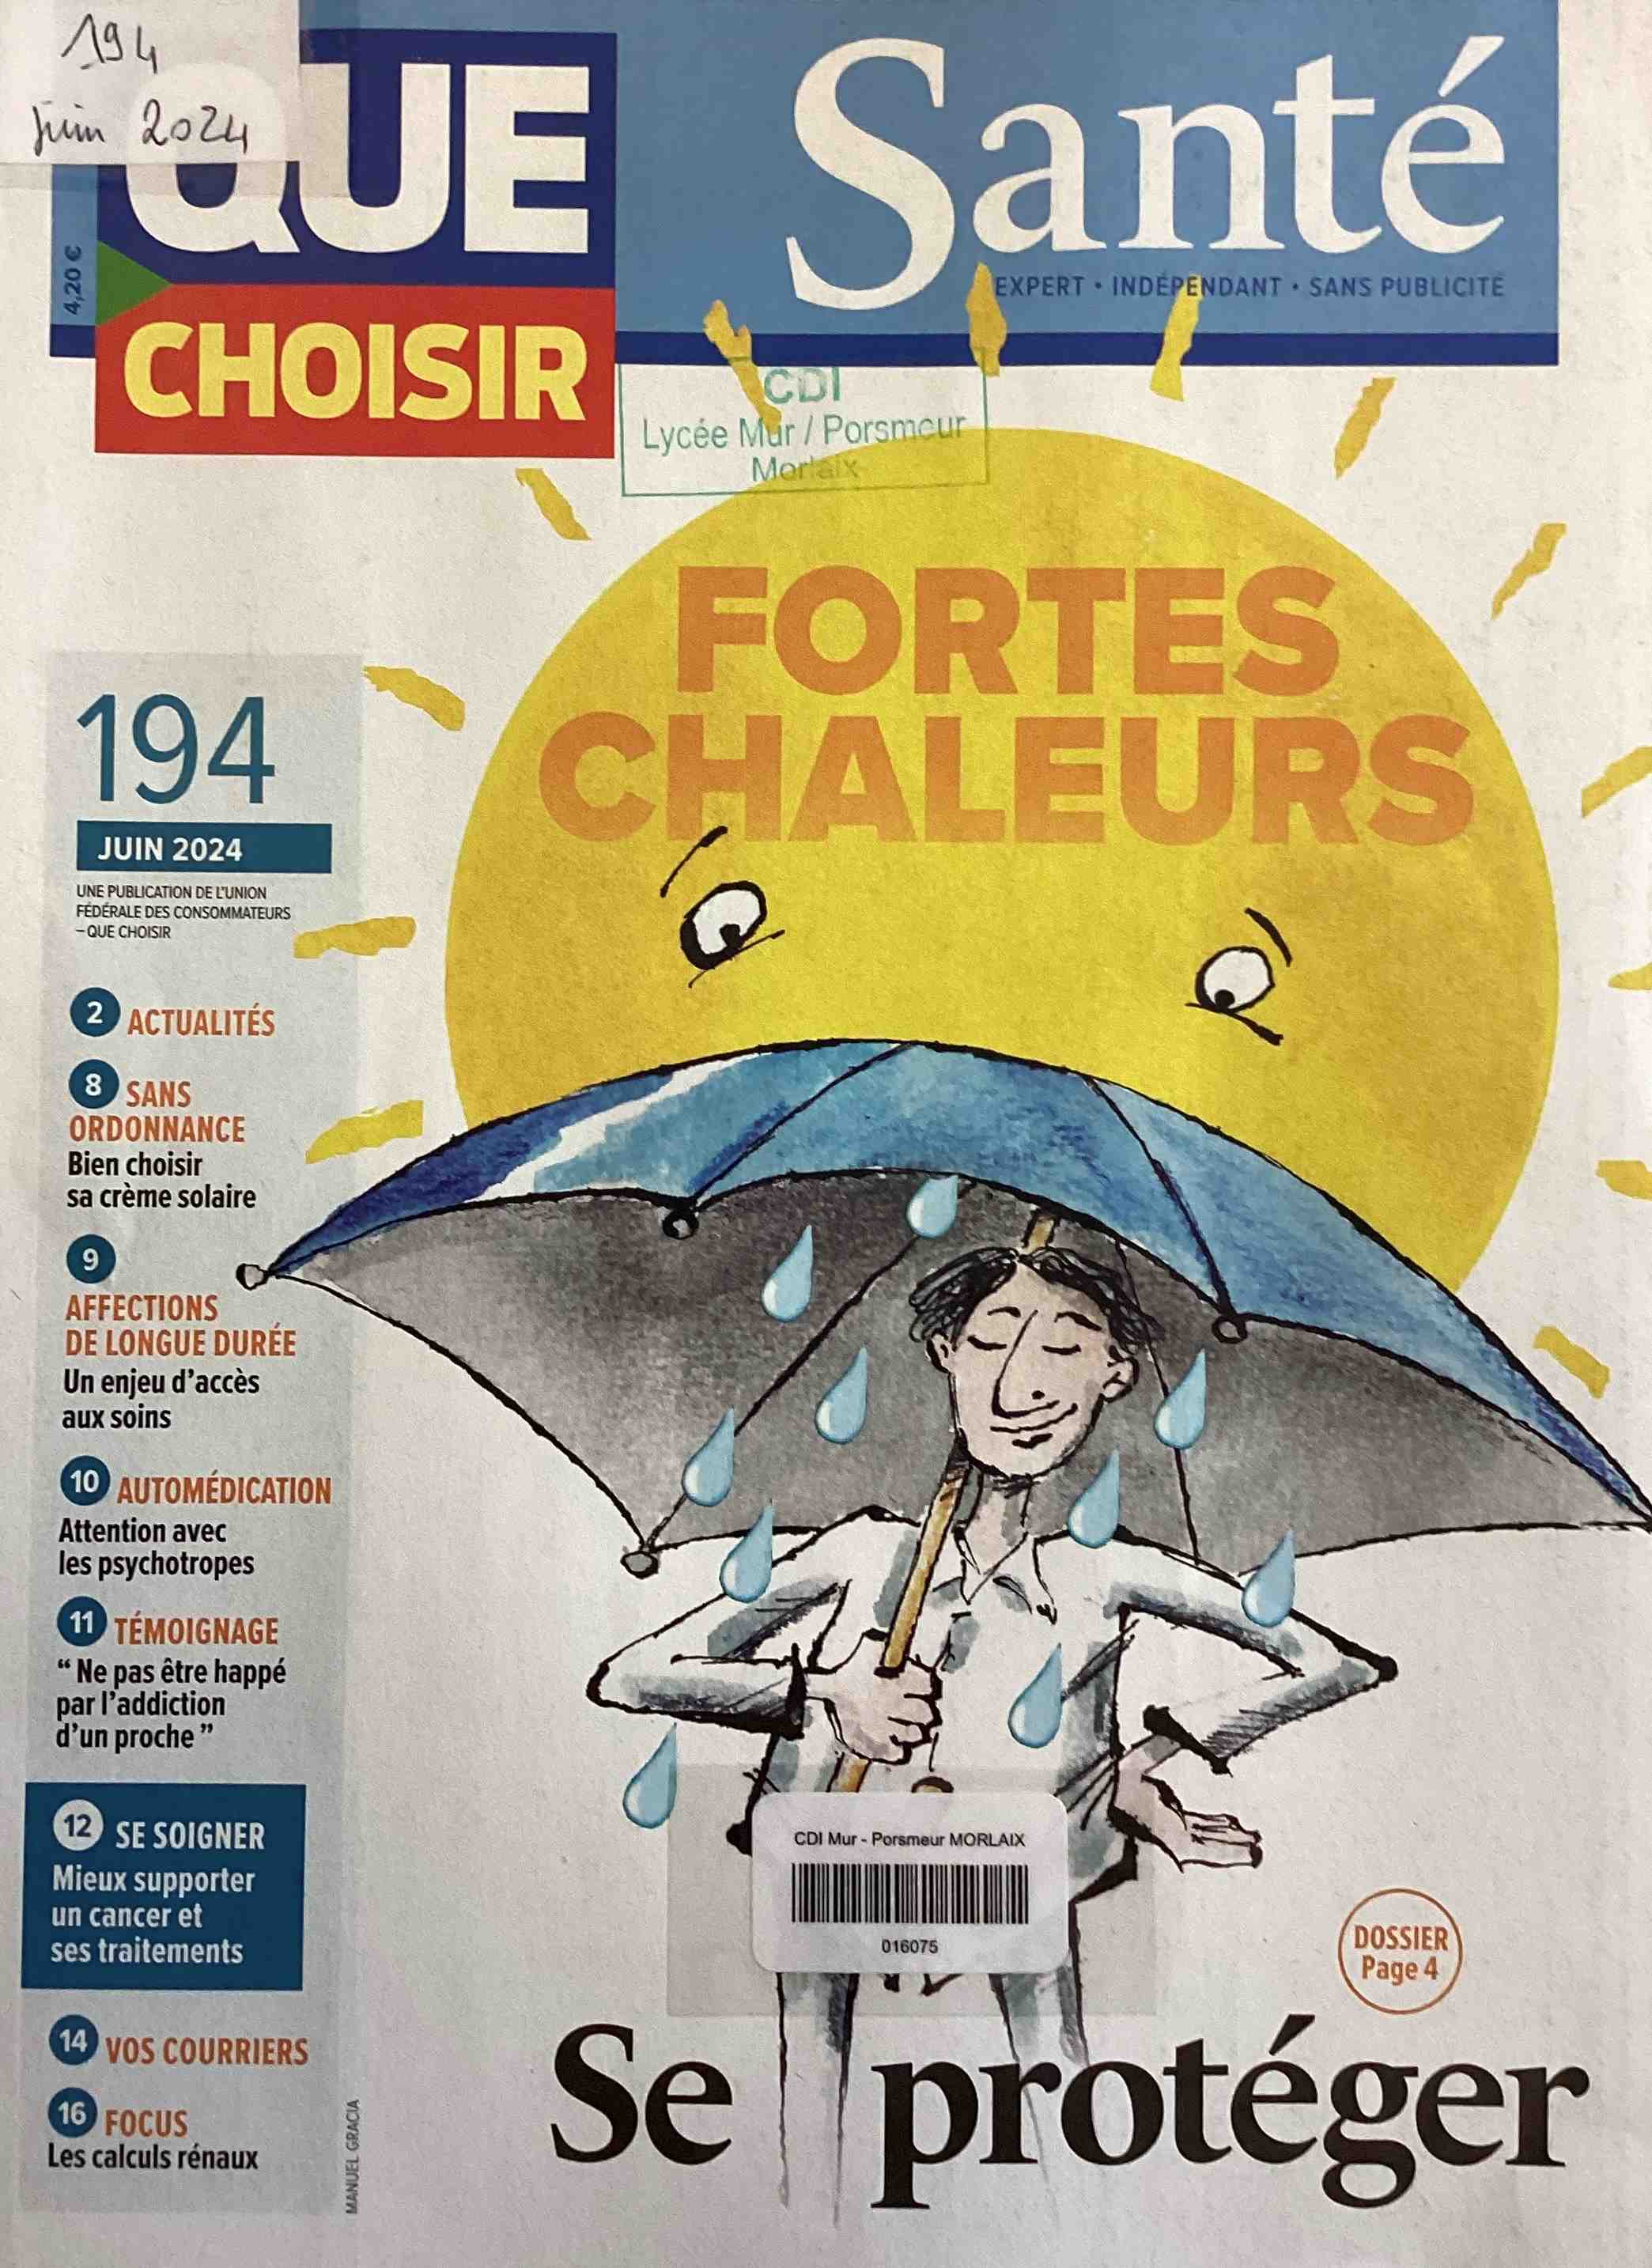 194
Juin 2024
QUE
CHOISIR
4,20 €
Santé
EXPERT • INDÉPENDANT • SANS PUBLICITÉ
CDI
Lycée Mur / Porsmeur
Morlaix
FORTES
CHALEURS
194
JUIN 2024
UNE PUBLICATION DE L'UNION
FÉDÉRALE DES CONSOMMATEURS
– QUE CHOISIR
2 ACTUALITÉS
8 SANS
ORDONNANCE
Bien choisir
sa crème solaire
9
AFFECTIONS
DE LONGUE DURÉE
Un enjeu d'accès
aux soins
10 AUTOMÉDICATION
Attention avec
les psychotropes
11 TÉMOIGNAGE
“ Ne pas être happé
par l'addiction
d'un proche ”
12 SE SOIGNER
Mieux supporter
un cancer et
ses traitements
14 VOS COURRIERS
16 FOCUS
Les calculs rénaux
MANUEL GRACIA
CDI Mur - Porsmeur MORLAIX
016075
DOSSIER
Page 4
Se protéger